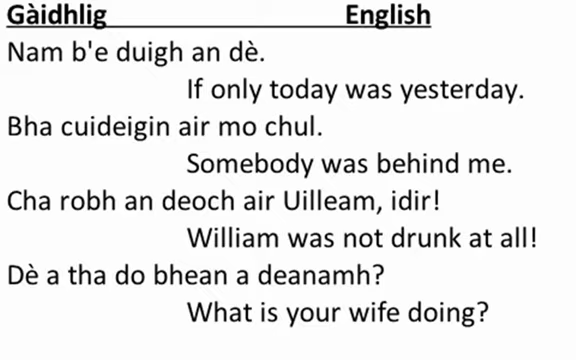 Gàidhlig English
Nam b'e duigh an dè.
If only today was yesterday.
Bha cuideigin air mo chul.
Somebody was behind me.
Cha robh an deoch air Uilleam, idir!
William was not drunk at all!
Dè a tha do bhean a deanamh?
What is your wife doing?